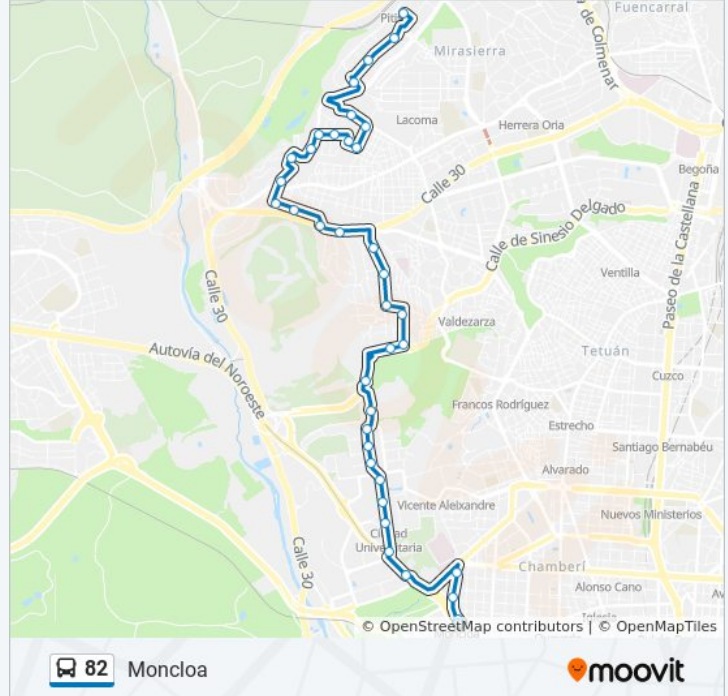 Fuencarral
de Colmenar
Mirasierra
Lacoma
Herrera Oria
Begoña
Calle 30
Paseo de la Castellana
Calle de Sinesio Delgado
Ventilla
Calle 30
Valdezarza
Autovía del Noroeste
Tetuán
Cuzco
Francos Rodríguez
Estrecho
Santiago Bernabéu
Alvarado
Vicente Aleixandre
Nuevos Ministerios
Universitaria
Calle 30
Chamberí
Alonso Cano
© OpenStreetMap contributors | © OpenMapTiles
82 Moncloa
moovit